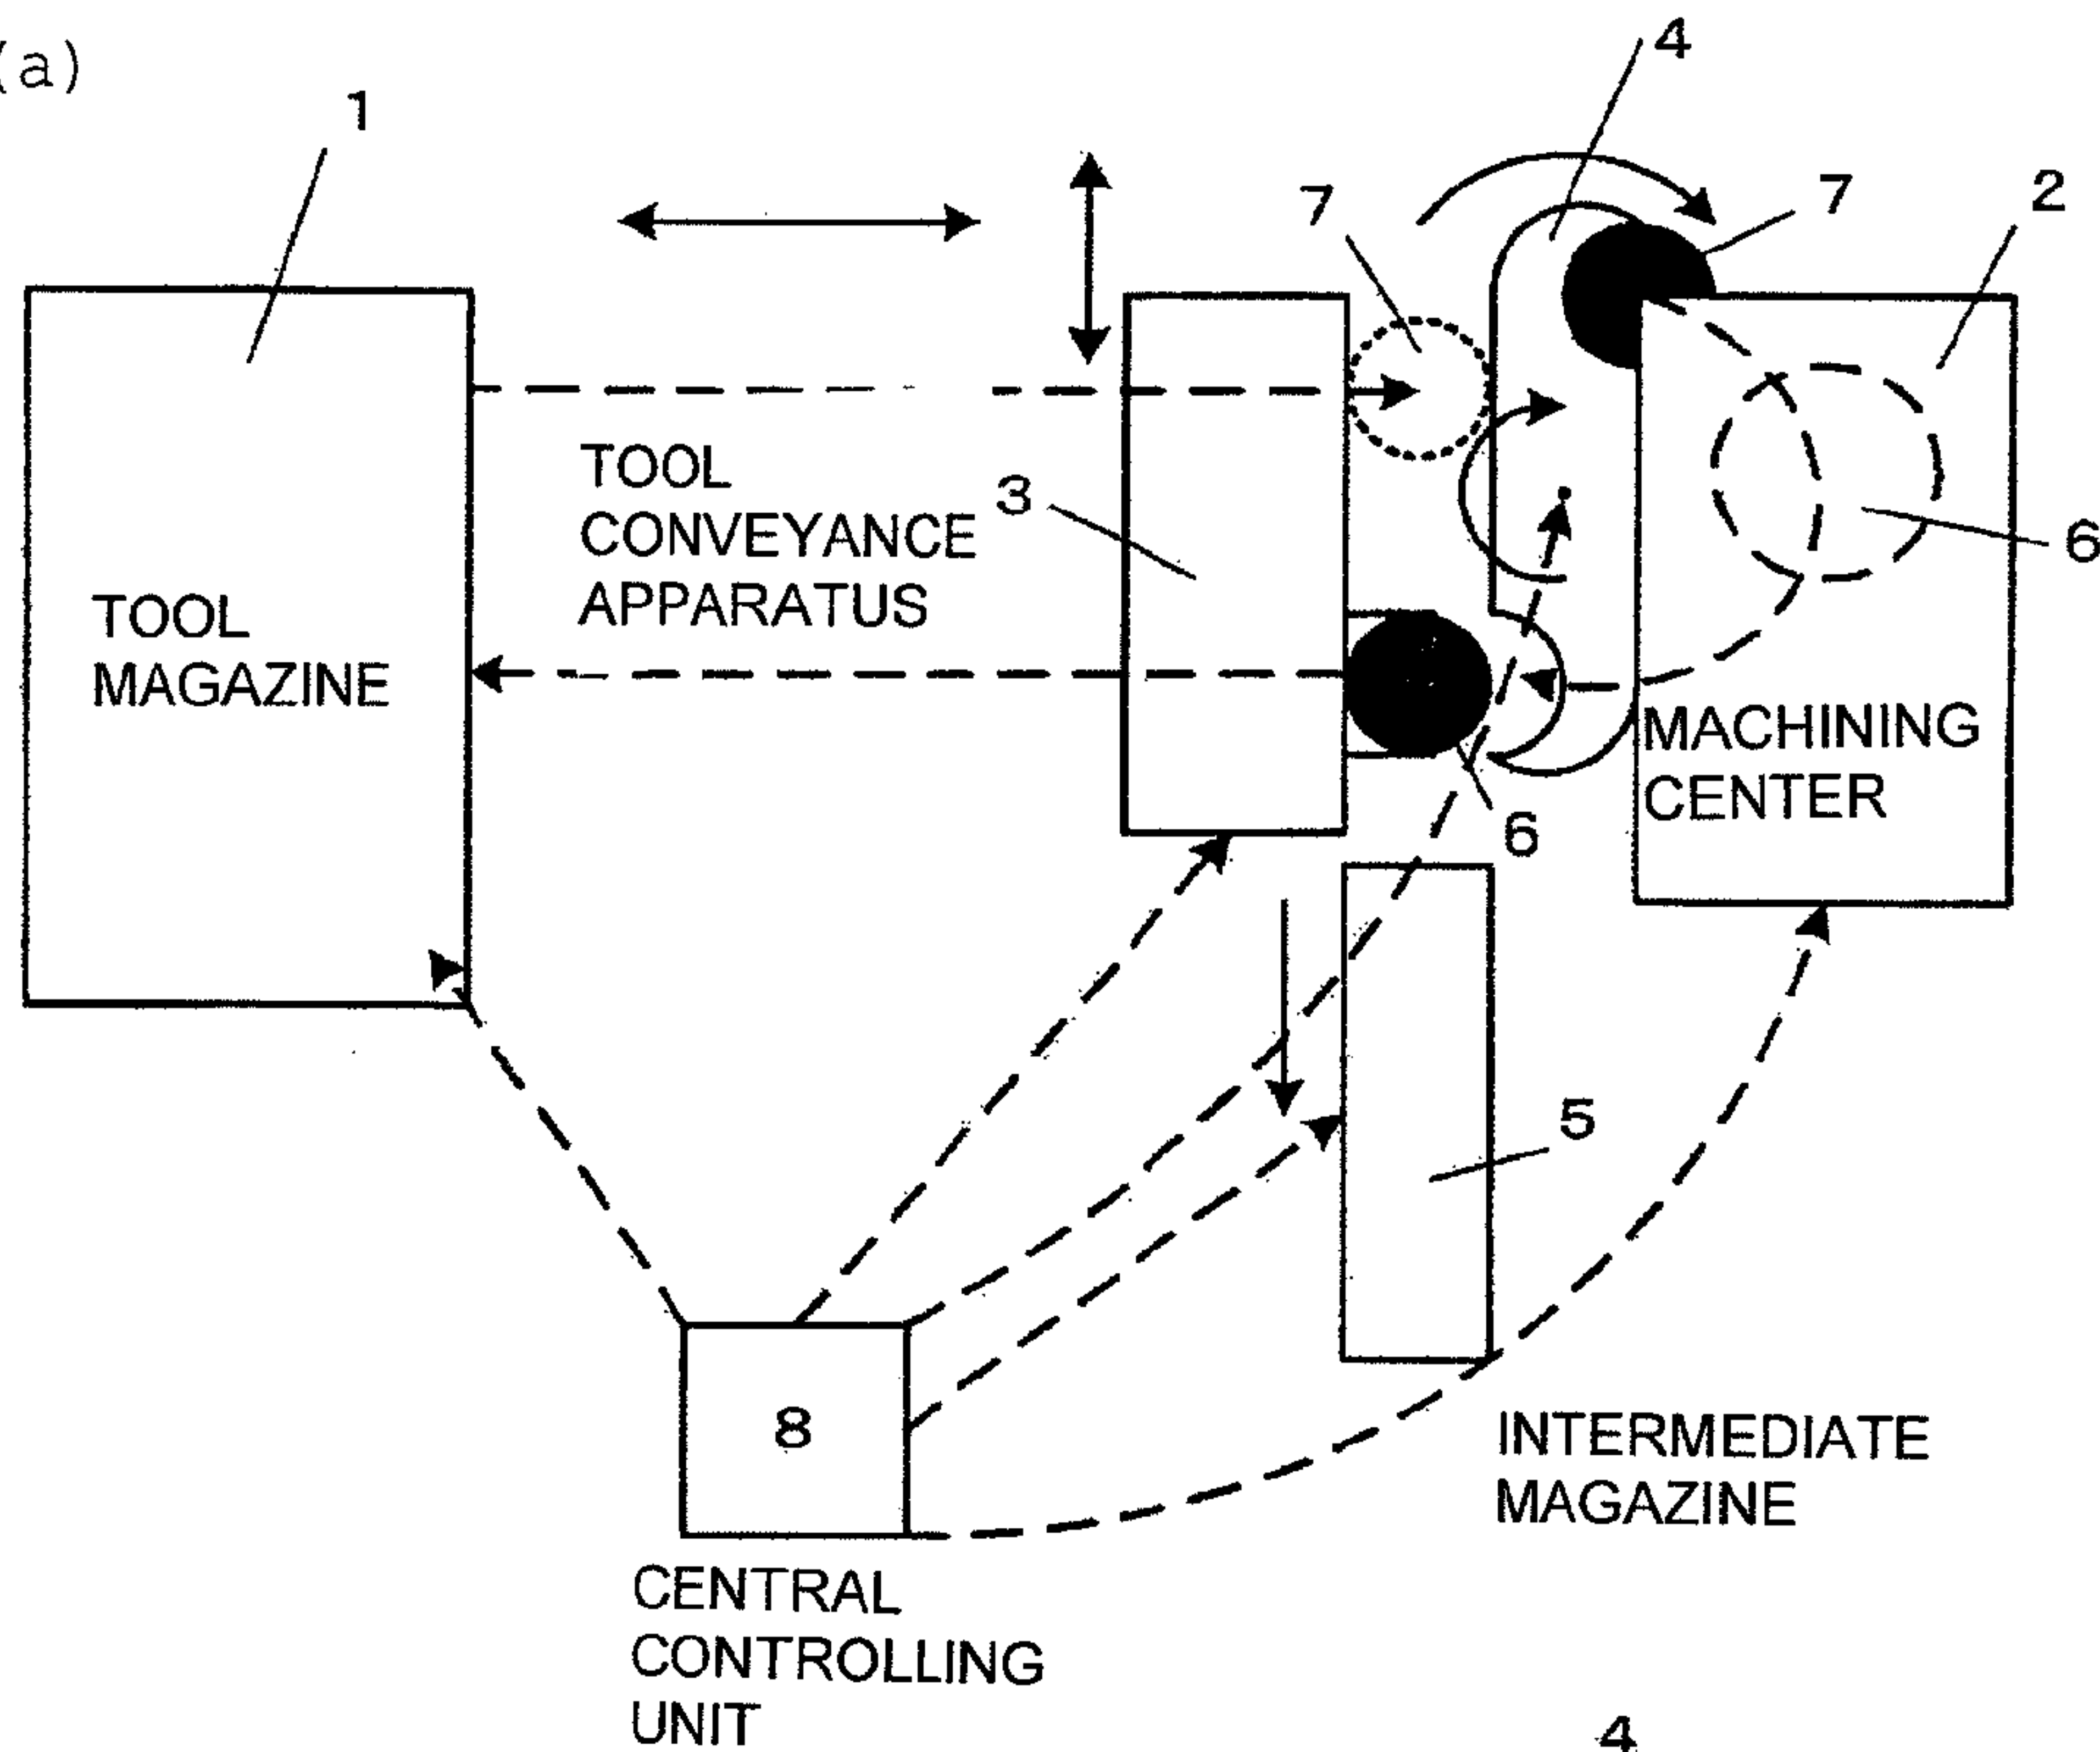 (a)
1
4
7
7
2
3
TOOL
CONVEYANCE
APPARATUS
6
TOOL
MAGAZINE
MACHINING
CENTER
6
5
8
INTERMEDIATE
MAGAZINE
CENTRAL
CONTROLLING
UNIT
4